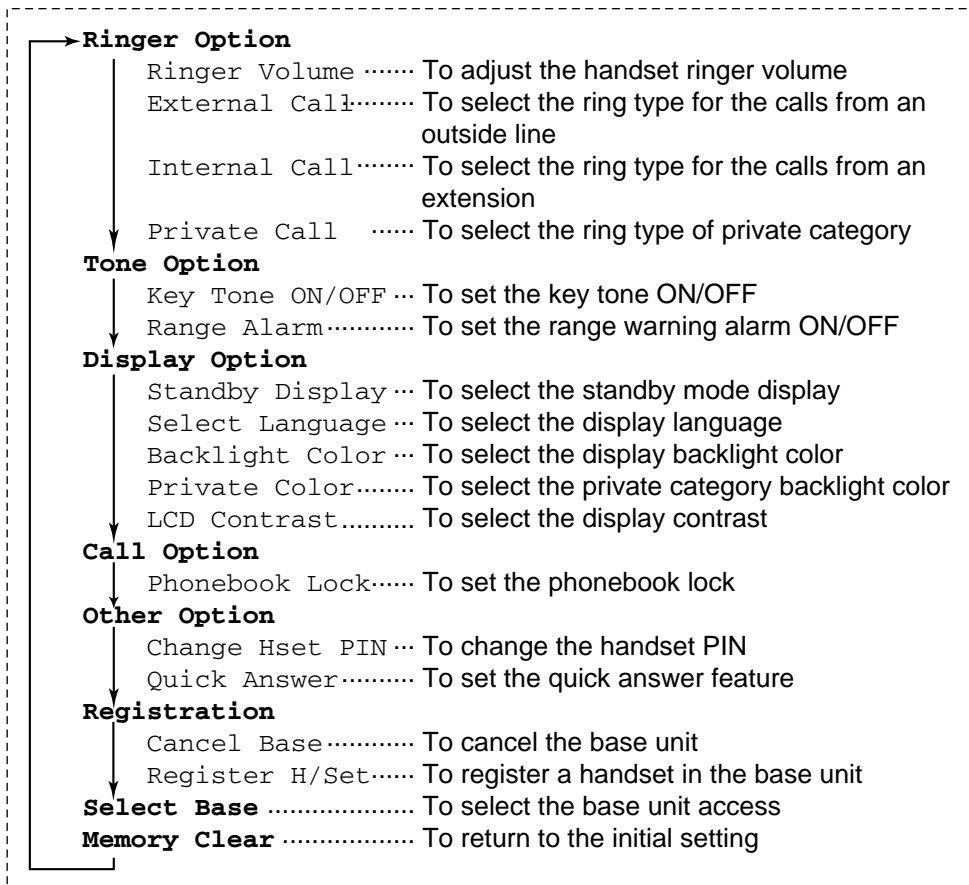 Ringer Option
Ringer Volume ······· To adjust the handset ringer volume
External Call ········· To select the ring type for the calls from an
outside line
Internal Call ········ To select the ring type for the calls from an
extension
Private Call ······ To select the ring type of private category
Tone Option
Key Tone ON/OFF ··· To set the key tone ON/OFF
Range Alarm ············ To set the range warning alarm ON/OFF
Display Option
Standby Display ··· To select the standby mode display
Select Language ··· To select the display language
Backlight Color ··· To select the display backlight color
Private Color ········ To select the private category backlight color
LCD Contrast .......... To select the display contrast
Call Option
Phonebook Lock ······ To set the phonebook lock
Other Option
Change Hset PIN ··· To change the handset PIN
Quick Answer ·········· To set the quick answer feature
Registration
Cancel Base ············ To cancel the base unit
Register H/Set ······ To register a handset in the base unit
Select Base ···················· To select the base unit access
Memory Clear ·················· To return to the initial setting